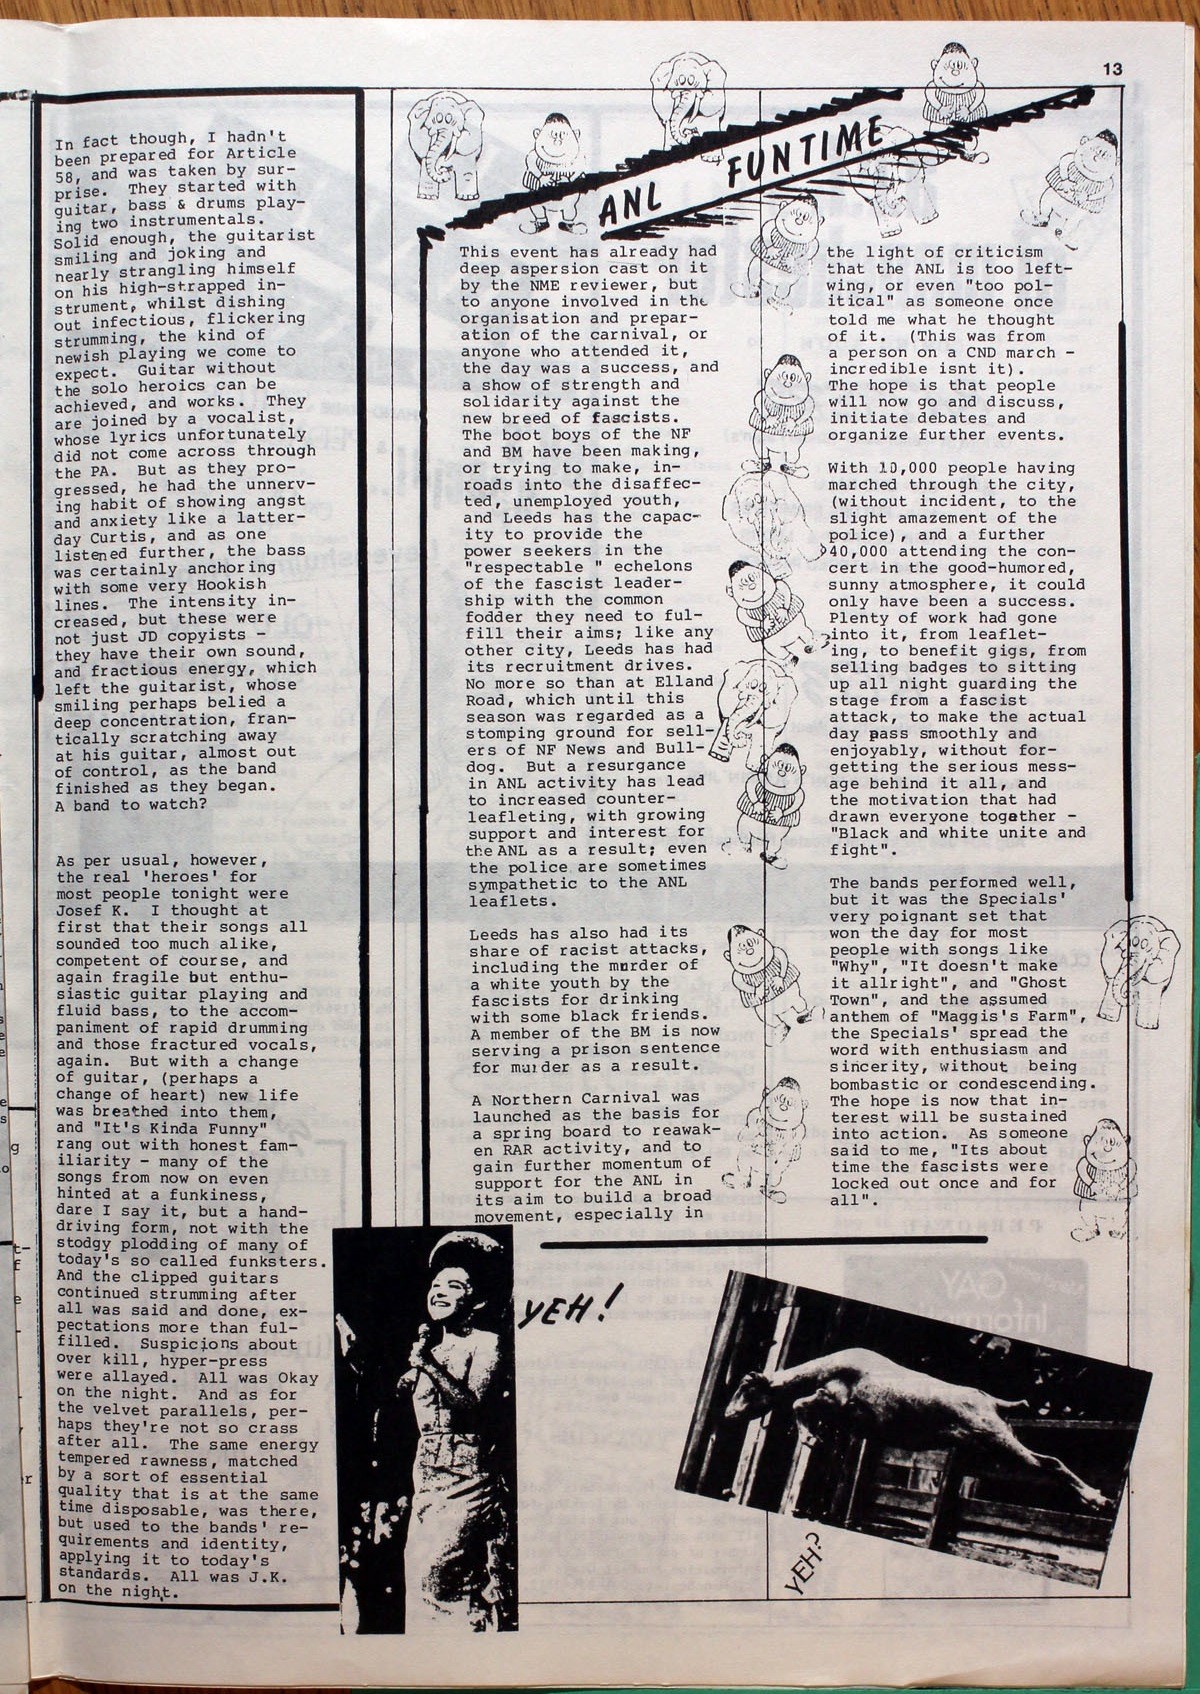 13
In fact though, I hadn't
been prepared for Article
58, and was taken by sur-
prise. They started with
guitar, bass & drums play-
ing two instrumentals.
Solid enough, the guitarist
smiling and joking and
nearly strangling himself
on his high-strapped in-
strument, whilst dishing
out infectious, flickering
strumming, the kind of
newish playing we come to
expect. Guitar without
the solo heroics can be
achieved, and works. They
are joined by a vocalist,
whose lyrics unfortunately
did not come across through
the PA. But as they pro-
gressed, he had the unnerv-
ing habit of showing angst
and anxiety like a latter-
day Curtis, and as one
listened further, the bass
was certainly anchoring
with some very Hookish
lines. The intensity in-
creased, but these were
not just JD copyists -
they have their own sound,
and fractious energy, which
left the guitarist, whose
smiling perhaps belied a
deep concentration, fran-
tically scratching away
at his guitar, almost out
of control, as the band
finished as they began.
A band to watch?
As per usual, however,
the real 'heroes' for
most people tonight were
Josef K. I thought at
first that their songs all
sounded too much alike,
competent of course, and
again fragile but enthu-
siastic guitar playing and
fluid bass, to the accom-
paniment of rapid drumming
and those fractured vocals,
again. But with a change
of guitar, (perhaps a
change of heart) new life
was breathed into them,
and "It's Kinda Funny"
rang out with honest fam-
iliarity - many of the
songs from now on even
hinted at a funkiness,
dare I say it, but a hand-
driving form, not with the
stodgy plodding of many of
today's so called funksters.
And the clipped guitars
continued strumming after
all was said and done, ex-
pectations more than ful-
filled. Suspicions about
over kill, hyper-press
were allayed. All was Okay
on the night. And as for
the velvet parallels, per-
haps they're not so crass
after all. The same energy
tempered rawness, matched
by a sort of essential
quality that is at the same
time disposable, was there,
but used to the bands' re-
quirements and identity,
applying it to today's
standards. All was J.K.
on the night.
ANL FUNTIME
This event has already had
deep aspersion cast on it
by the NME reviewer, but
to anyone involved in the
organisation and prepar-
ation of the carnival, or
anyone who attended it,
the day was a success, and
a show of strength and
solidarity against the
new breed of fascists.
The boot boys of the NF
and BM have been making,
or trying to make, in-
roads into the disaffec-
ted, unemployed youth,
and Leeds has the capac-
ity to provide the
power seekers in the
"respectable " echelons
of the fascist leader-
ship with the common
fodder they need to ful-
fill their aims; like any
other city, Leeds has had
its recruitment drives.
No more so than at Elland
Road, which until this
season was regarded as a
stomping ground for sell-
ers of NF News and Bull-
dog. But a resurgance
in ANL activity has lead
to increased counter-
leafleting, with growing
support and interest for
the ANL as a result; even
the police are sometimes
sympathetic to the ANL
leaflets.
Leeds has also had its
share of racist attacks,
including the murder of
a white youth by the
fascists for drinking
with some black friends.
A member of the BM is now
serving a prison sentence
for murder as a result.
A Northern Carnival was
launched as the basis for
a spring board to reawak-
en RAR activity, and to
gain further momentum of
support for the ANL in
its aim to build a broad
movement, especially in
the light of criticism
that the ANL is too left-
wing, or even "too pol-
itical" as someone once
told me what he thought
of it. (This was from
a person on a CND march -
incredible isnt it).
The hope is that people
will now go and discuss,
initiate debates and
organize further events.
With 10,000 people having
marched through the city,
(without incident, to the
slight amazement of the
police), and a further
40,000 attending the con-
cert in the good-humored,
sunny atmosphere, it could
only have been a success.
Plenty of work had gone
into it, from leaflet-
ing, to benefit gigs, from
selling badges to sitting
up all night guarding the
stage from a fascist
attack, to make the actual
day pass smoothly and
enjoyably, without for-
getting the serious mess-
age behind it all, and
the motivation that had
drawn everyone together -
"Black and white unite and
fight".
The bands performed well,
but it was the Specials'
very poignant set that
won the day for most
people with songs like
"Why", "It doesn't make
it allright", and "Ghost
Town", and the assumed
anthem of "Maggis's Farm",
the Specials' spread the
word with enthusiasm and
sincerity, without being
bombastic or condescending.
The hope is now that in-
terest will be sustained
into action. As someone
said to me, "Its about
time the fascists were
locked out once and for
all".
YEH!
YEH?